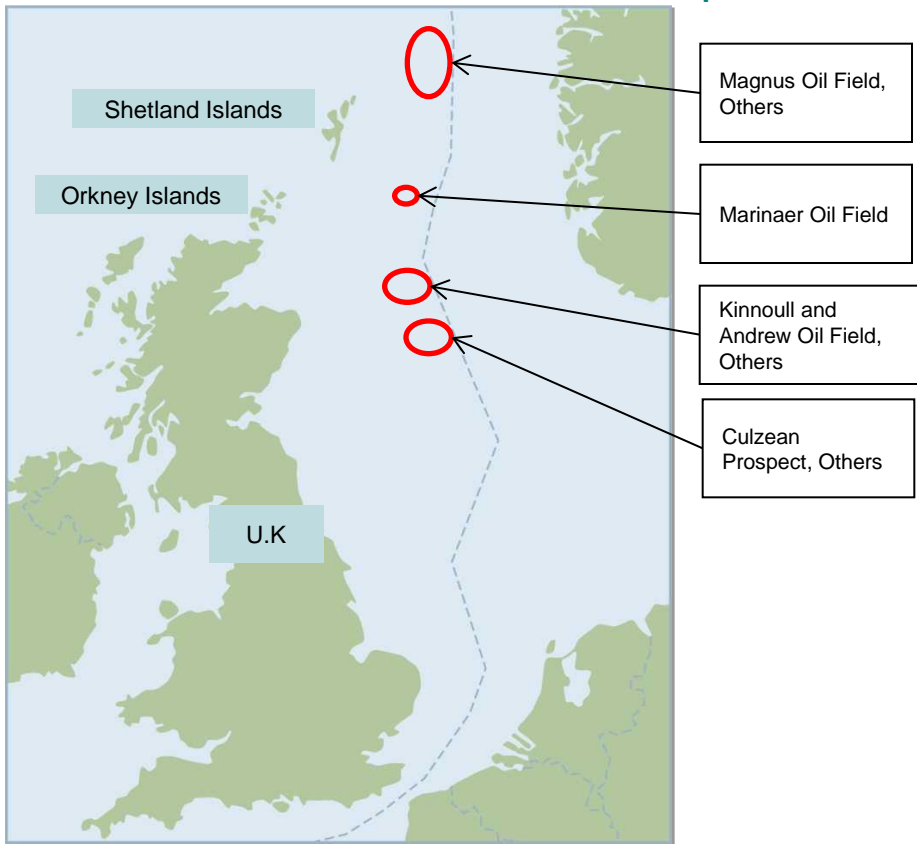 Shetland Islands
Orkney Islands
U.K
Magnus Oil Field,
Others
Marinaer Oil Field
Kinnoull and
Andrew Oil Field,
Others
Culzean
Prospect, Others